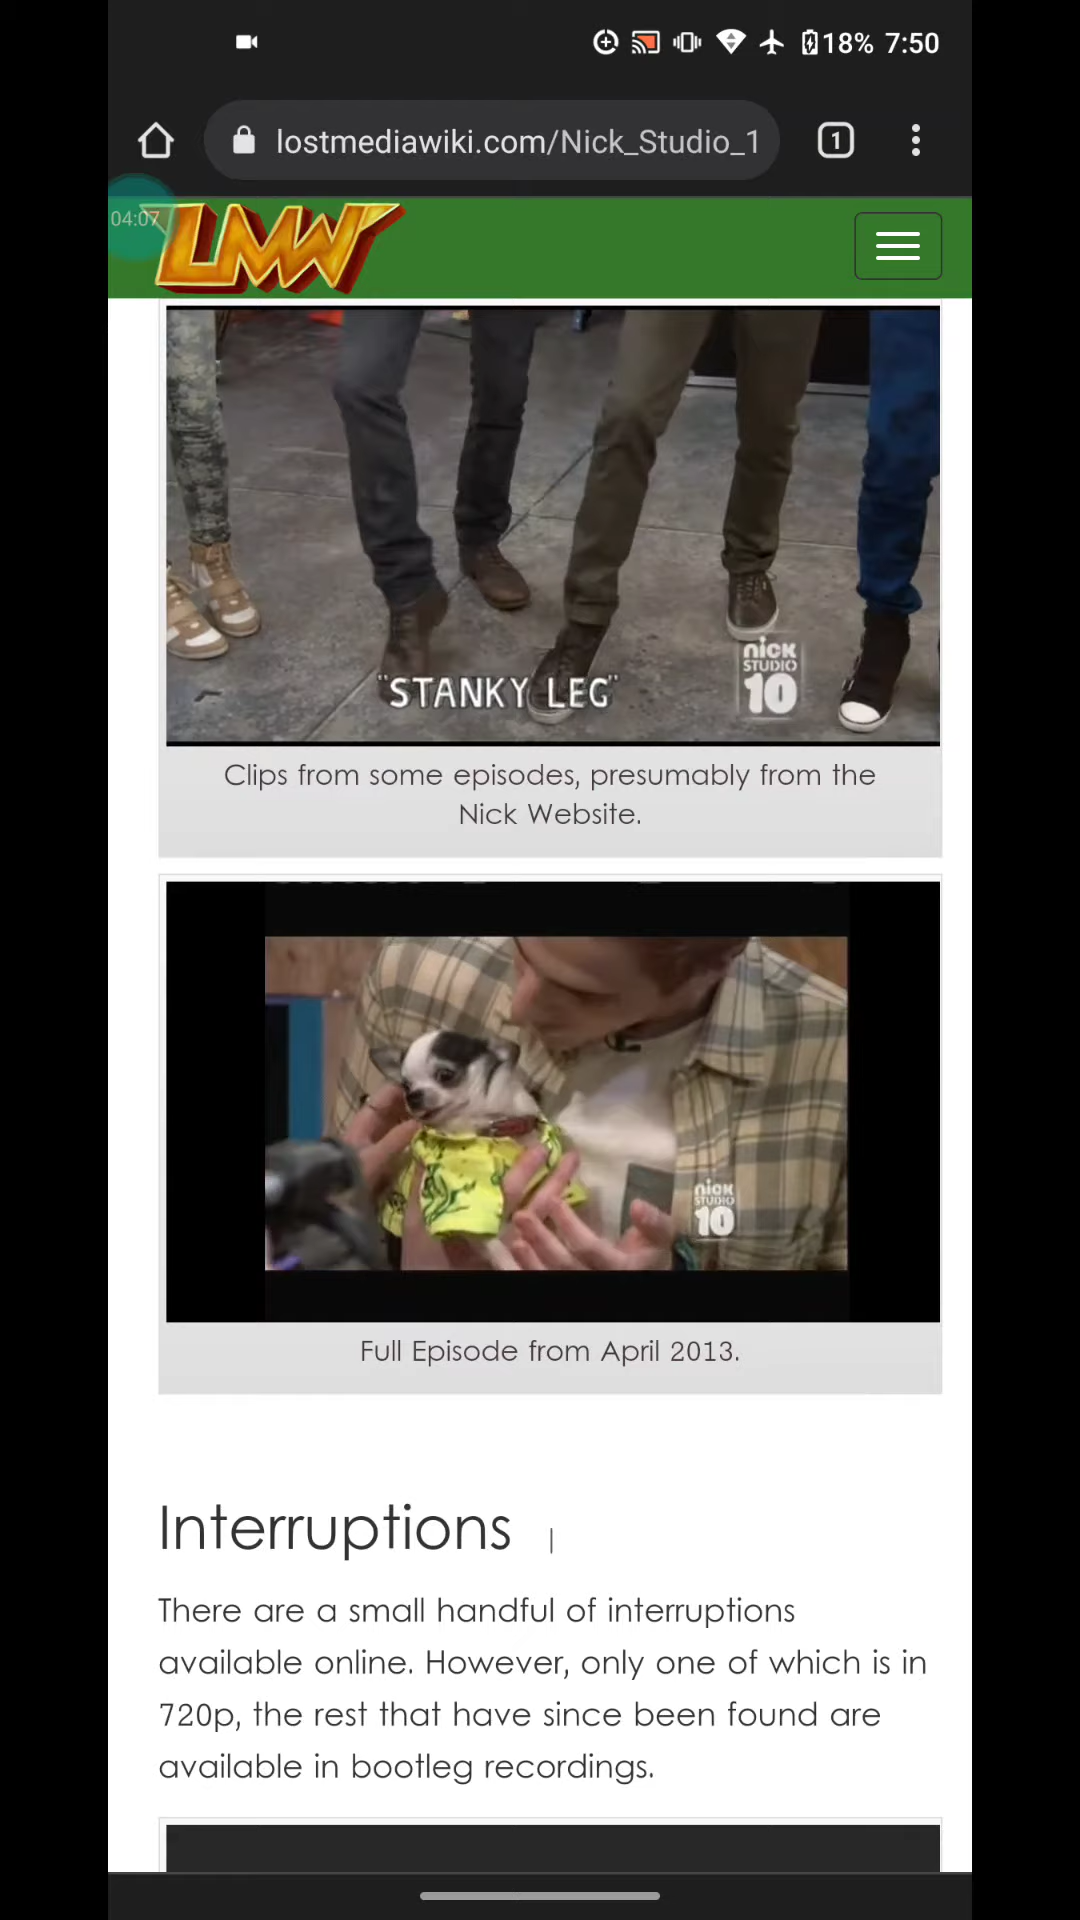 18% 7:50
lostmediawiki.com/Nick_Studio_1
1
04:07
LMW
nick
STUDIO
10
"STANKY LEG"
Clips from some episodes, presumably from the
Nick Website.
nick
STUDIO
10
Full Episode from April 2013.
Interruptions |
There are a small handful of interruptions
available online. However, only one of which is in
720p, the rest that have since been found are
available in bootleg recordings.